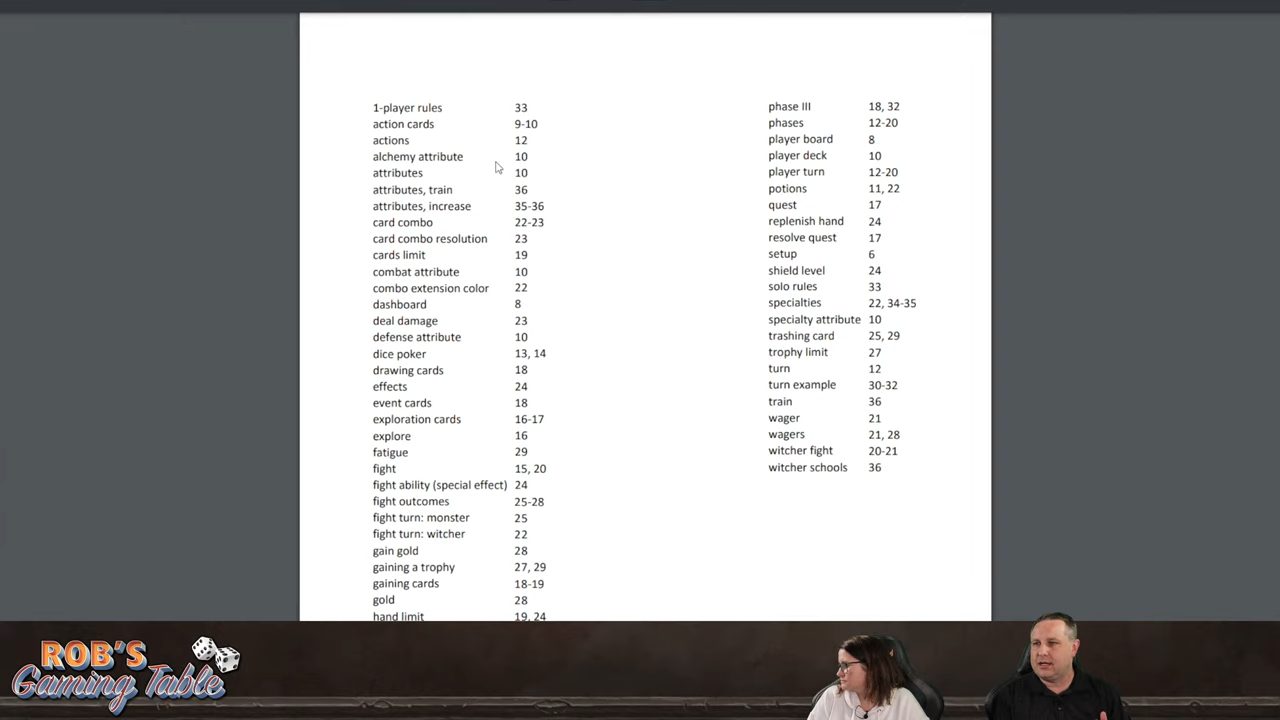 1-player rules 33
action cards 9-10
actions 12
alchemy attribute 10
attributes 10
attributes, train 36
attributes, increase 35-36
card combo 22-23
card combo resolution 23
cards limit 19
combat attribute 10
combo extension color 22
dashboard 8
deal damage 23
defense attribute 10
dice poker 13, 14
drawing cards 18
effects 24
event cards 18
exploration cards 16-17
explore 16
fatigue 29
fight 15, 20
fight ability (special effect) 24
fight outcomes 25-28
fight turn: monster 25
fight turn: witcher 22
gain gold 28
gaining a trophy 27, 29
gaining cards 18-19
gold 28
hand limit 19, 24
phase III 18, 32
phases 12-20
player board 8
player deck 10
player turn 12-20
potions 11, 22
quest 17
replenish hand 24
resolve quest 17
setup 6
shield level 24
solo rules 33
specialties 22, 34-35
specialty attribute 10
trashing card 25, 29
trophy limit 27
turn 12
turn example 30-32
train 36
wager 21
wagers 21, 28
witcher fight 20-21
witcher schools 36
ROB'S
Gaming Table